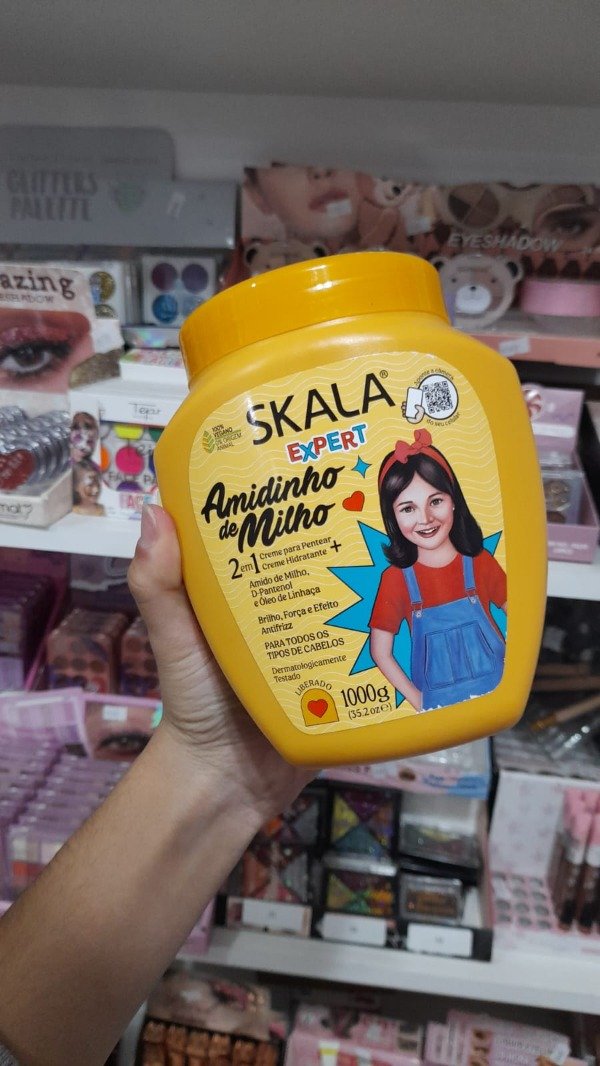 GLITTERS
PALETTE
EYESHADOW
azing
Tejar
100%
VEGANO
SKALA®
EXPERT
Amidinho
de Milho
2 em 1 Creme para Pentear +
Creme Hidratante
Amido de Milho,
D-Pantenol
e Óleo de Linhaça
Brilho, Força e Efeito
Antifrizz
PARA TODOS OS
TIPOS DE CABELOS
Dermatologicamente
Testado
LIBERADO
1000g
(35.2 oz e)